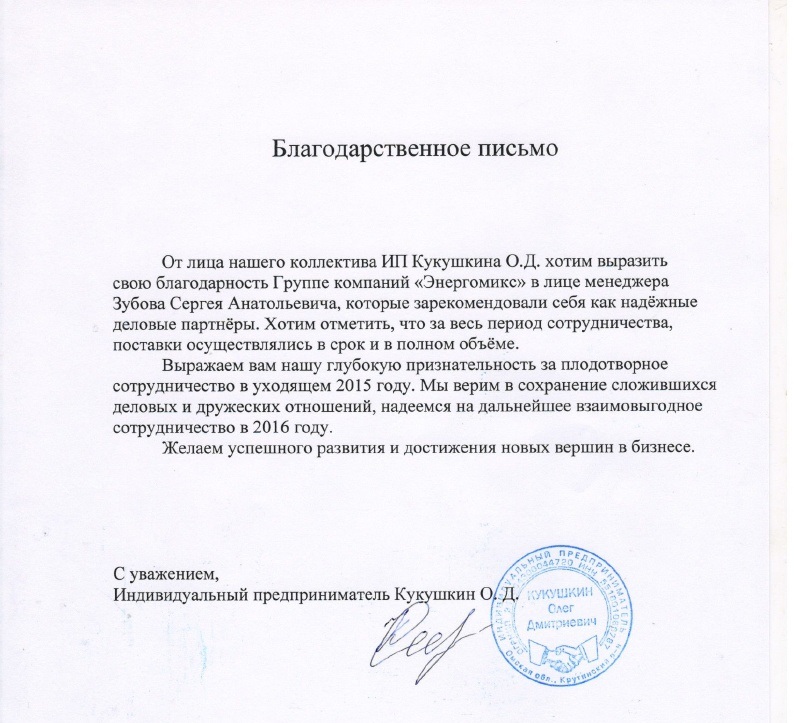 Благодарственное письмо
От лица нашего коллектива ИП Кукушкина О.Д. хотим выразить
свою благодарность Группе компаний «Энергомикс» в лице менеджера
Зубова Сергея Анатольевича, которые зарекомендовали себя как надёжные
деловые партнёры. Хотим отметить, что за весь период сотрудничества,
поставки осуществлялись в срок и в полном объёме.
Выражаем вам нашу глубокую признательность за плодотворное
сотрудничество в уходящем 2015 году. Мы верим в сохранение сложившихся
деловых и дружеских отношений, надеемся на дальнейшее взаимовыгодное
сотрудничество в 2016 году.
Желаем успешного развития и достижения новых вершин в бизнесе.
С уважением,
Индивидуальный предприниматель Кукушкин О. Д.
ИНДИВИДУАЛЬНЫЙ ПРЕДПРИНИМАТЕЛЬ
ИНН
КУКУШКИН
Олег
Дмитриевич
Омская обл., Крутинский р-н